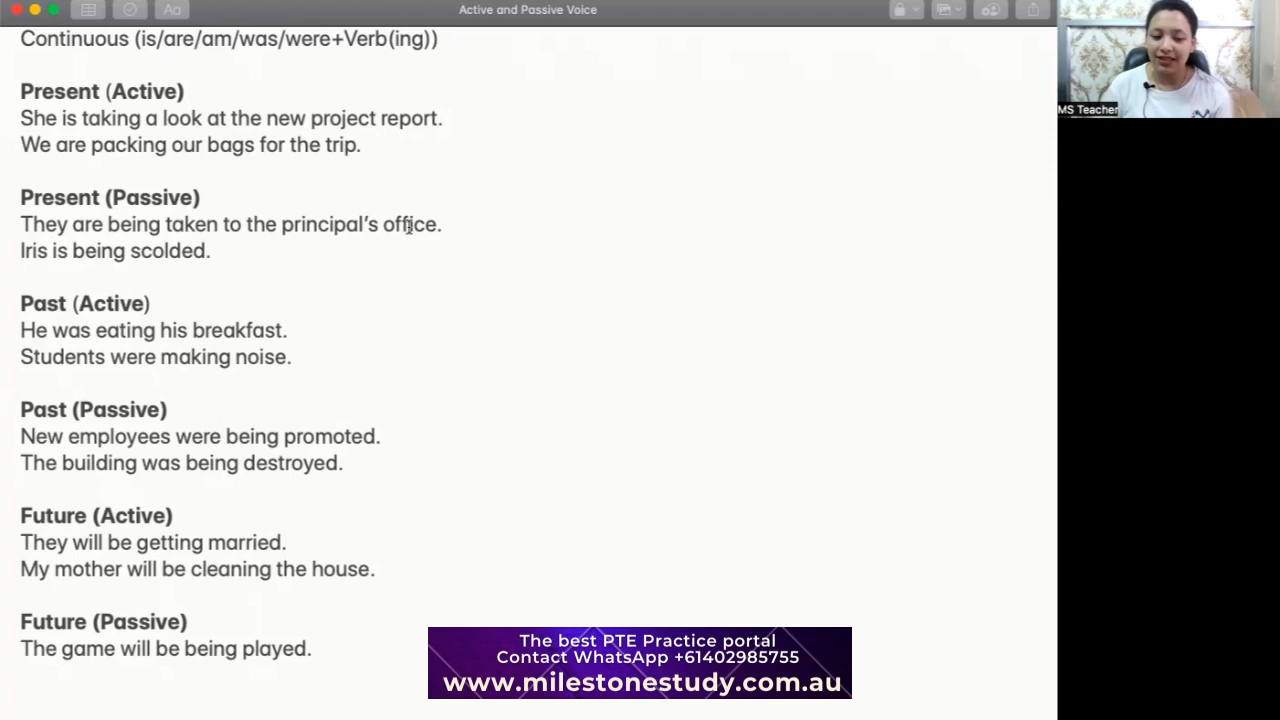 Active and Passive Voice
Aa
Continuous (is/are/am/was/were+Verb(ing))
Present (Active)
She is taking a look at the new project report.
We are packing our bags for the trip.
Present (Passive)
They are being taken to the principal's office.
Iris is being scolded.
Past (Active)
He was eating his breakfast.
Students were making noise.
Past (Passive)
New employees were being promoted.
The building was being destroyed.
Future (Active)
They will be getting married.
My mother will be cleaning the house.
Future (Passive)
The game will be being played.
MS Teacher
The best PTE Practice portal
Contact WhatsApp +61402985755
www.milestonestudy.com.au